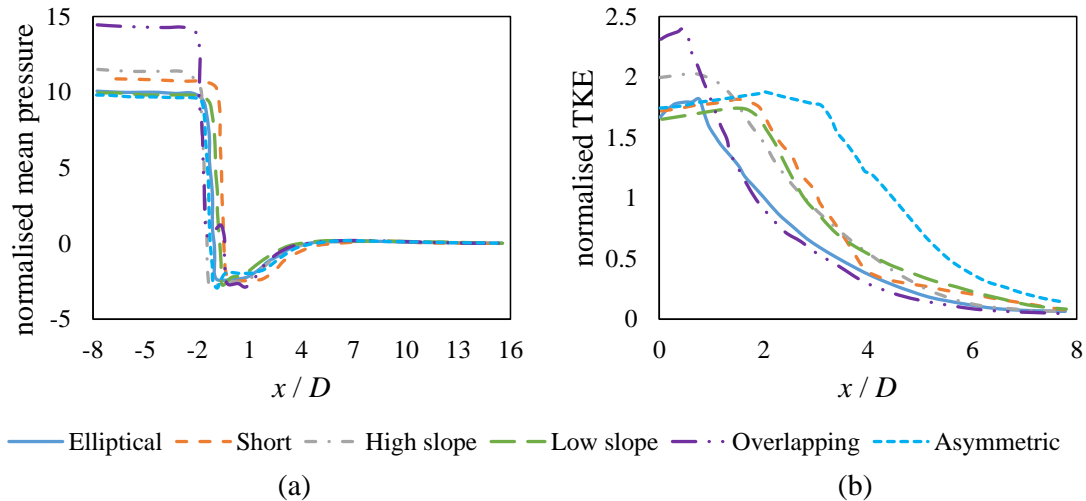 normalised mean pressure
15
10
5
0
-5
-8 -5 -2 1 4 7 10 13 16
x / D
normalised TKE
2.5
2
1.5
1
0.5
0
0 2 4 6 8
x / D
Elliptical Short High slope Low slope Overlapping Asymmetric
(a) (b)